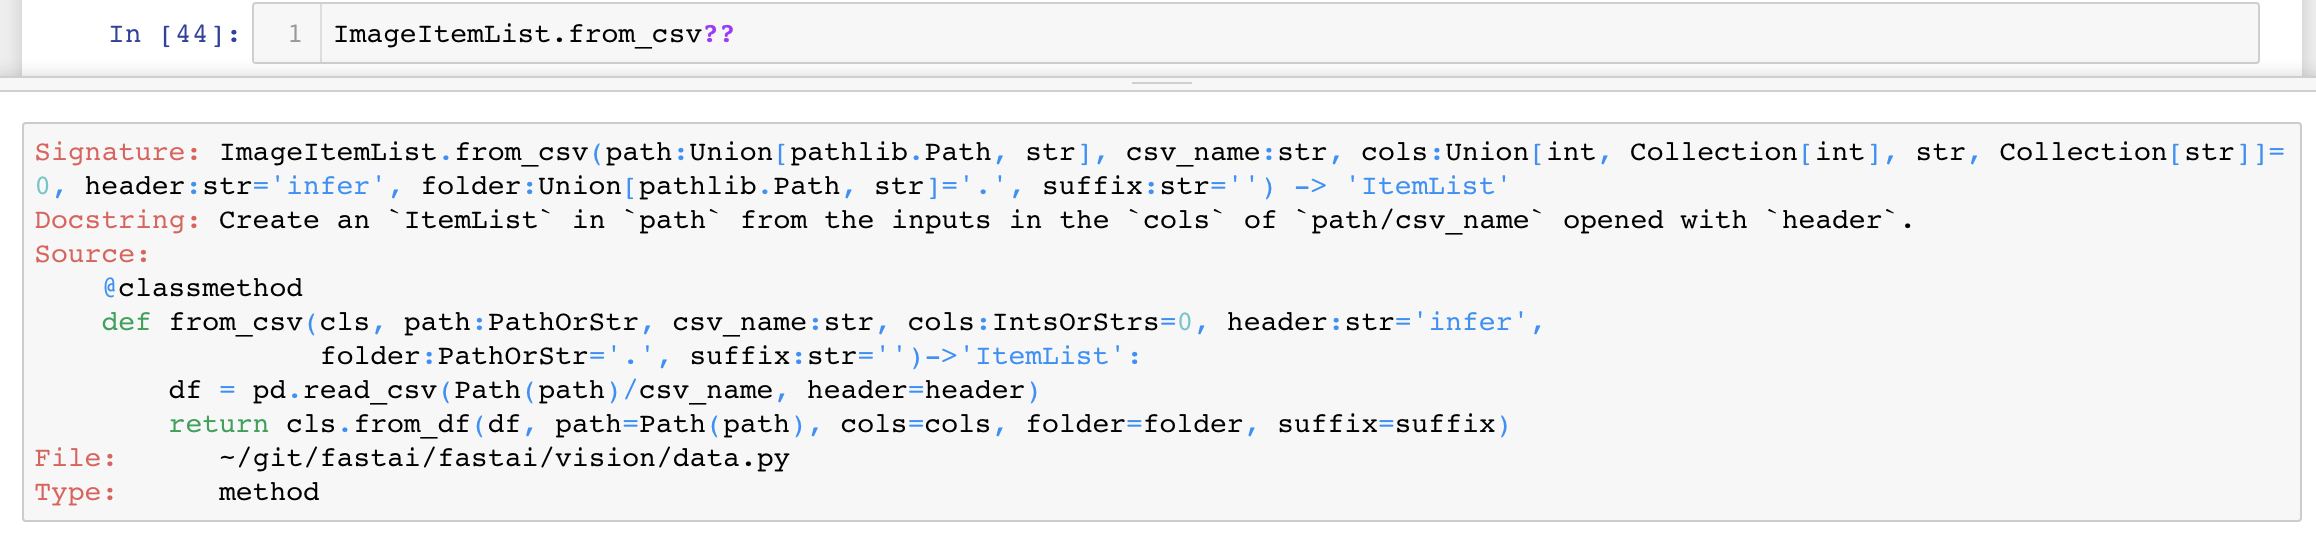 In [44]: 1 ImageItemList.from_csv??
Signature: ImageItemList.from_csv(path:Union[pathlib.Path, str], csv_name:str, cols:Union[int, Collection[int], str, Collection[str]]=
0, header:str='infer', folder:Union[pathlib.Path, str]='.', suffix:str='') -> 'ItemList'
Docstring: Create an `ItemList` in `path` from the inputs in the `cols` of `path/csv_name` opened with `header`.
Source:
    @classmethod
    def from_csv(cls, path:PathOrStr, csv_name:str, cols:IntsOrStrs=0, header:str='infer',
                 folder:PathOrStr='.', suffix:str='')->'ItemList':
        df = pd.read_csv(Path(path)/csv_name, header=header)
        return cls.from_df(df, path=Path(path), cols=cols, folder=folder, suffix=suffix)
File:      ~/git/fastai/fastai/vision/data.py
Type:      method